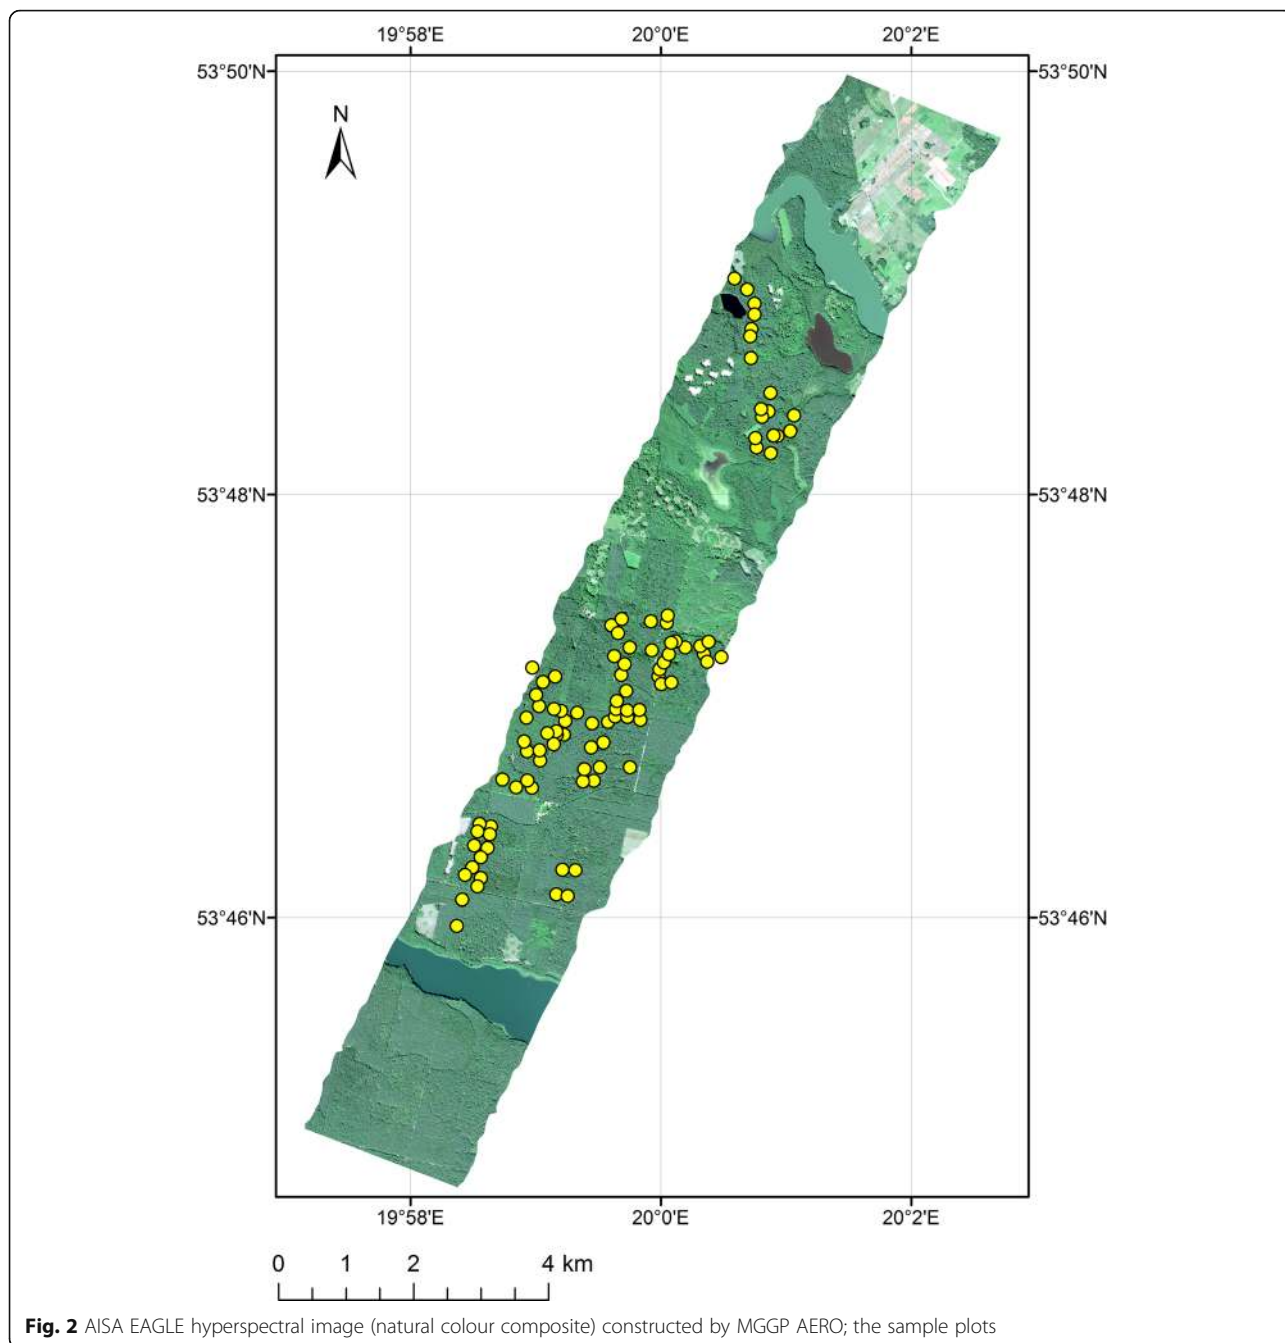 19°58'E 20°0'E 20°2'E
53°50'N 53°50'N
N
53°48'N 53°48'N
53°46'N 53°46'N
19°58'E 20°0'E 20°2'E
0 1 2 4 km
Fig. 2 AISA EAGLE hyperspectral image (natural colour composite) constructed by MGGP AERO; the sample plots